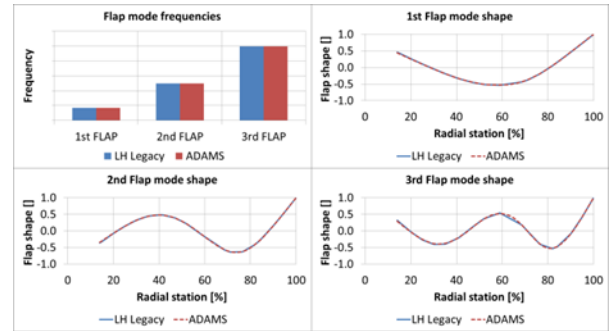 Flap mode frequencies
Frequency
1st FLAP 2nd FLAP 3rd FLAP
LH Legacy ADAMS
1st Flap mode shape
Flap shape []
1.0
0.5
0.0
-0.5
-1.0
0 20 40 60 80 100
Radial station [%]
LH Legacy ADAMS
2nd Flap mode shape
Flap shape []
1.0
0.5
0.0
-0.5
-1.0
0 20 40 60 80 100
Radial station [%]
LH Legacy ADAMS
3rd Flap mode shape
Flap shape []
1.0
0.5
0.0
-0.5
-1.0
0 20 40 60 80 100
Radial station [%]
LH Legacy ADAMS